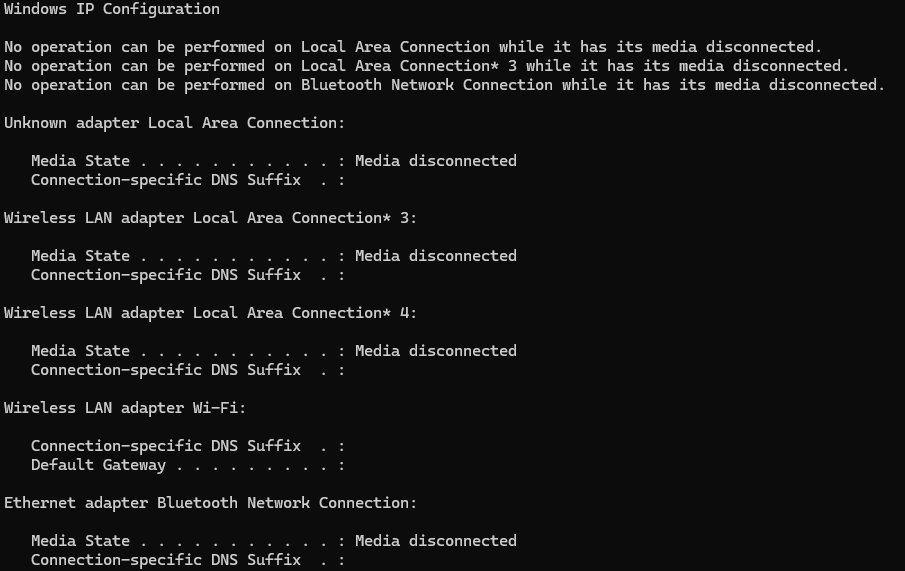 Windows IP Configuration
No operation can be performed on Local Area Connection while it has its media disconnected.
No operation can be performed on Local Area Connection* 3 while it has its media disconnected.
No operation can be performed on Bluetooth Network Connection while it has its media disconnected.
Unknown adapter Local Area Connection:
Media State . . . . . . . . . . . : Media disconnected
Connection-specific DNS Suffix  . :
Wireless LAN adapter Local Area Connection* 3:
Media State . . . . . . . . . . . : Media disconnected
Connection-specific DNS Suffix  . :
Wireless LAN adapter Local Area Connection* 4:
Media State . . . . . . . . . . . : Media disconnected
Connection-specific DNS Suffix  . :
Wireless LAN adapter Wi-Fi:
Connection-specific DNS Suffix  . :
Default Gateway . . . . . . . . . :
Ethernet adapter Bluetooth Network Connection:
Media State . . . . . . . . . . . : Media disconnected
Connection-specific DNS Suffix  . :